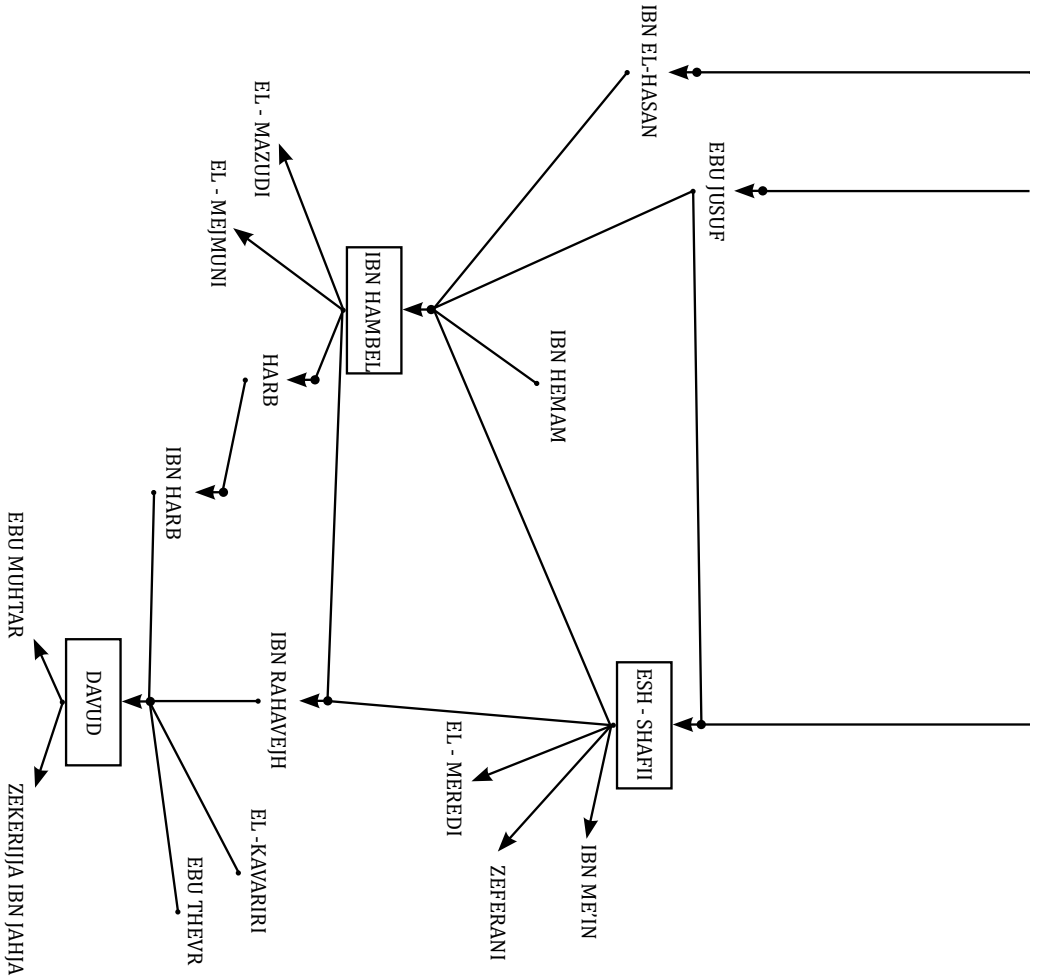 IBN EL-HASAN
EBU JUSUF
ESH - SHAFII
IBN ME'IN
IBN HEMAM
ZEFERANI
EL - MEREDI
IBN HAMBEL
EL - MAZUDI
HARB
IBN RAHAVEJH
EL -KAVARIRI
EL - MEJMUNI
EBU THEVR
IBN HARB
DAVUD
EBU MUHTAR
ZEKERIJJA IBN JAHJA